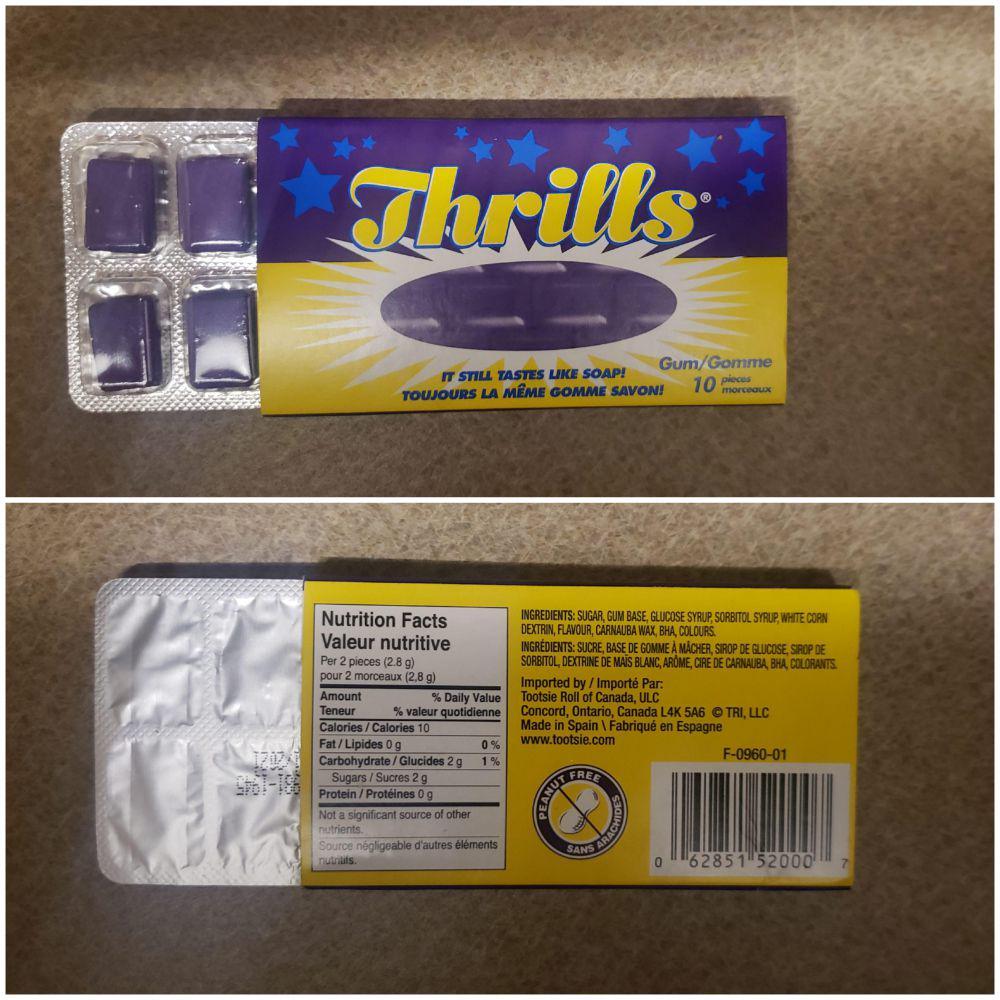 Thrills®
IT STILL TASTES LIKE SOAP!
TOUJOURS LA MÊME GOMME SAVON!
Gum/Gomme
10 pieces
morceaux
Nutrition Facts
Valeur nutritive
Per 2 pieces (2.8 g)
pour 2 morceaux (2,8 g)
Amount % Daily Value
Teneur % valeur quotidienne
Calories / Calories 10
Fat / Lipides 0 g 0 %
Carbohydrate / Glucides 2 g 1 %
Sugars / Sucres 2 g
Protein / Protéines 0 g
Not a significant source of other
nutrients.
Source négligeable d'autres éléments
nutritifs.
INGREDIENTS: SUGAR, GUM BASE, GLUCOSE SYRUP, SORBITOL SYRUP, WHITE CORN
DEXTRIN, FLAVOUR, CARNAUBA WAX, BHA, COLOURS.
INGRÉDIENTS: SUCRE, BASE DE GOMME À MÂCHER, SIROP DE GLUCOSE, SIROP DE
SORBITOL, DEXTRINE DE MAÏS BLANC, ARÔME, CIRE DE CARNAUBA, BHA, COLORANTS.
Imported by / Importé Par:
Tootsie Roll of Canada, ULC
Concord, Ontario, Canada L4K 5A6 © TRI, LLC
Made in Spain \ Fabriqué en Espagne
www.tootsie.com
F-0960-01
PEANUT FREE
SANS ARACHIDES
0 62851 52000 7